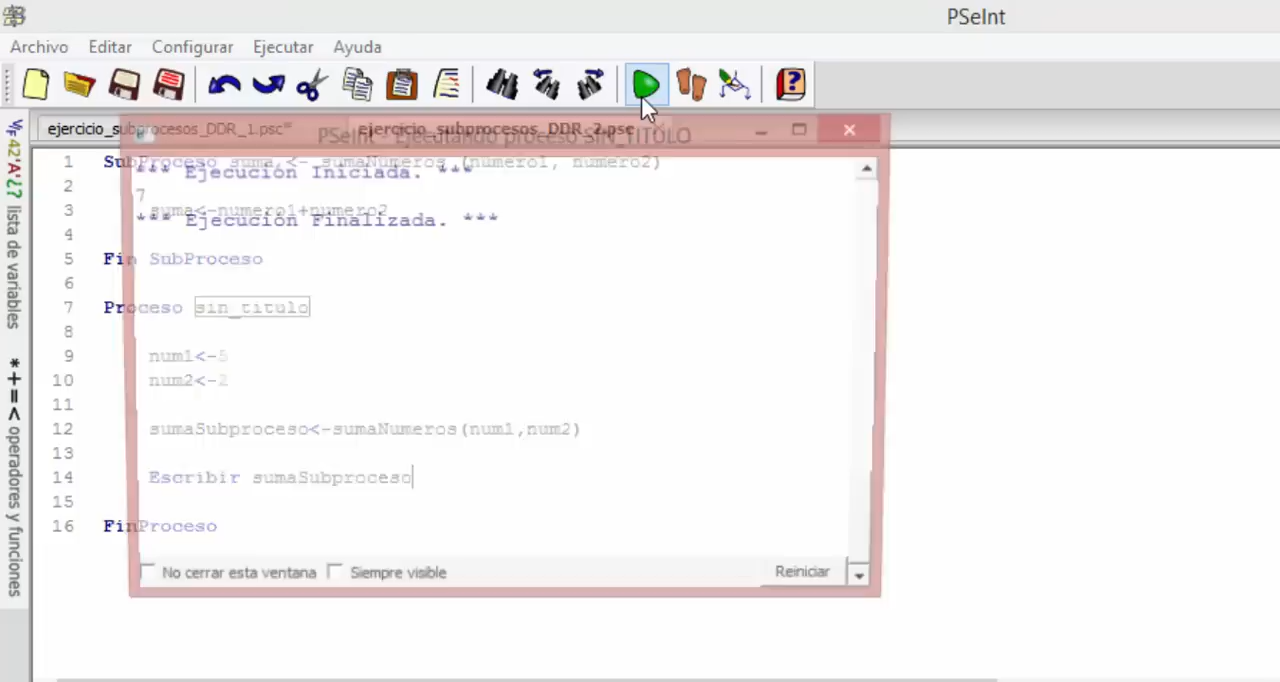 PSeInt
Archivo Editar Configurar Ejecutar Ayuda
ejercicio_subprocesos_DDR_1.psc* ejercicio_subprocesos_DDR_2.psc
PSeInt - Ejecutando proceso SIN_TITULO
1 SubProceso suma <- sumaNumeros (numero1, numero2)
*** Ejecución Iniciada. ***
2
7
3 suma<-numero1+numero2
*** Ejecución Finalizada. ***
4
5 Fin SubProceso
6
7 Proceso sin_titulo
8
9 num1<-5
10 num2<-2
11
12 sumaSubproceso<-sumaNumeros(num1,num2)
13
14 Escribir sumaSubproceso
15
16 FinProceso
No cerrar esta ventana Siempre visible Reiniciar
lista de variables
*+=< operadores y funciones